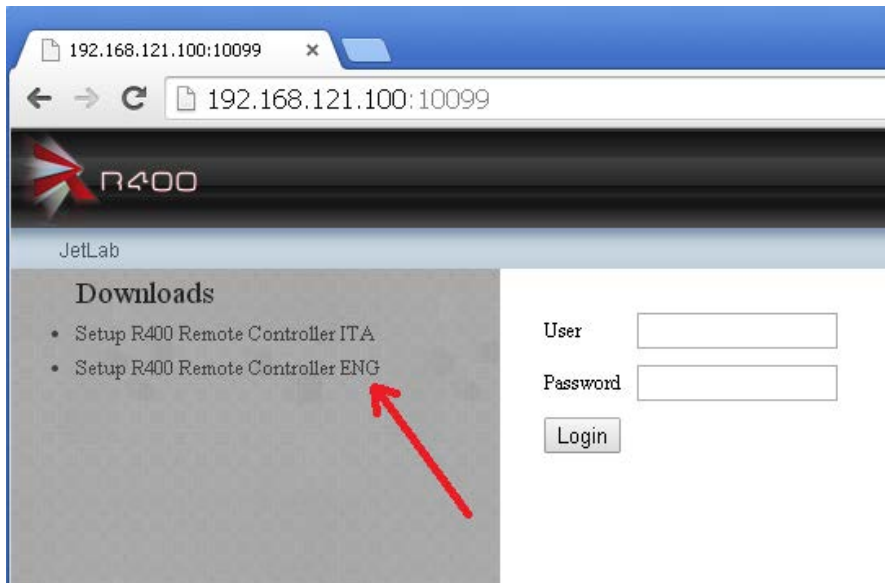 192.168.121.100:10099
192.168.121.100:10099
R400
JetLab
Downloads
Setup R400 Remote Controller ITA
Setup R400 Remote Controller ENG
User
Password
Login